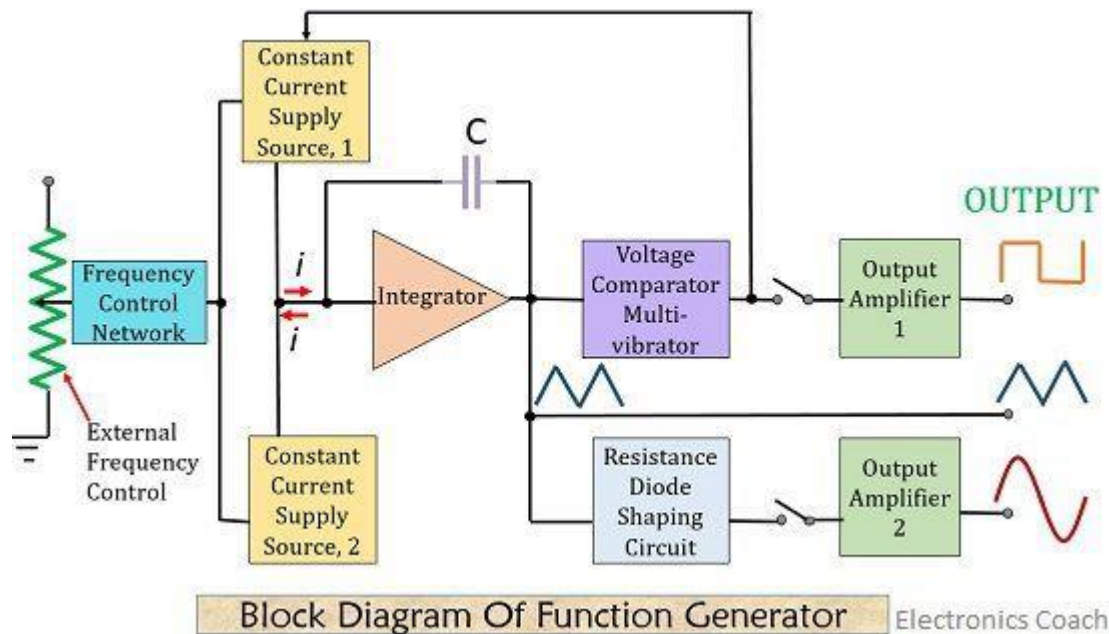 Constant
Current
Supply
Source, 1
C
OUTPUT
Frequency
Control
Network
i
i
Integrator
Voltage
Comparator
Multi-
vibrator
Output
Amplifier
1
External
Frequency
Control
Constant
Current
Supply
Source, 2
Resistance
Diode
Shaping
Circuit
Output
Amplifier
2
Block Diagram Of Function Generator
Electronics Coach